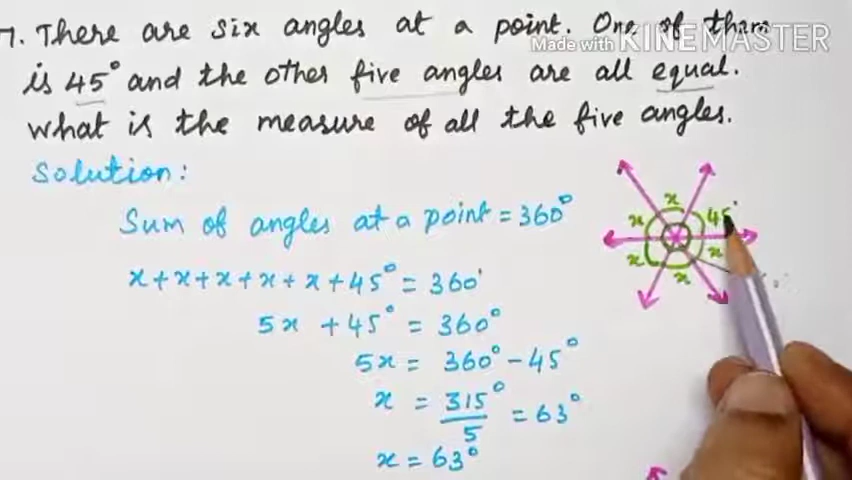 7. There are six angles at a point. One of them
Made with KINEMASTER
is 45° and the other five angles are all equal.
What is the measure of all the five angles.
Solution:
Sum of angles at a point = 360°
x + x + x + x + x + 45° = 360°
5x + 45° = 360°
5x = 360° - 45°
x = 315°/5 = 63°
x = 63°
x
x 45°
x x
x